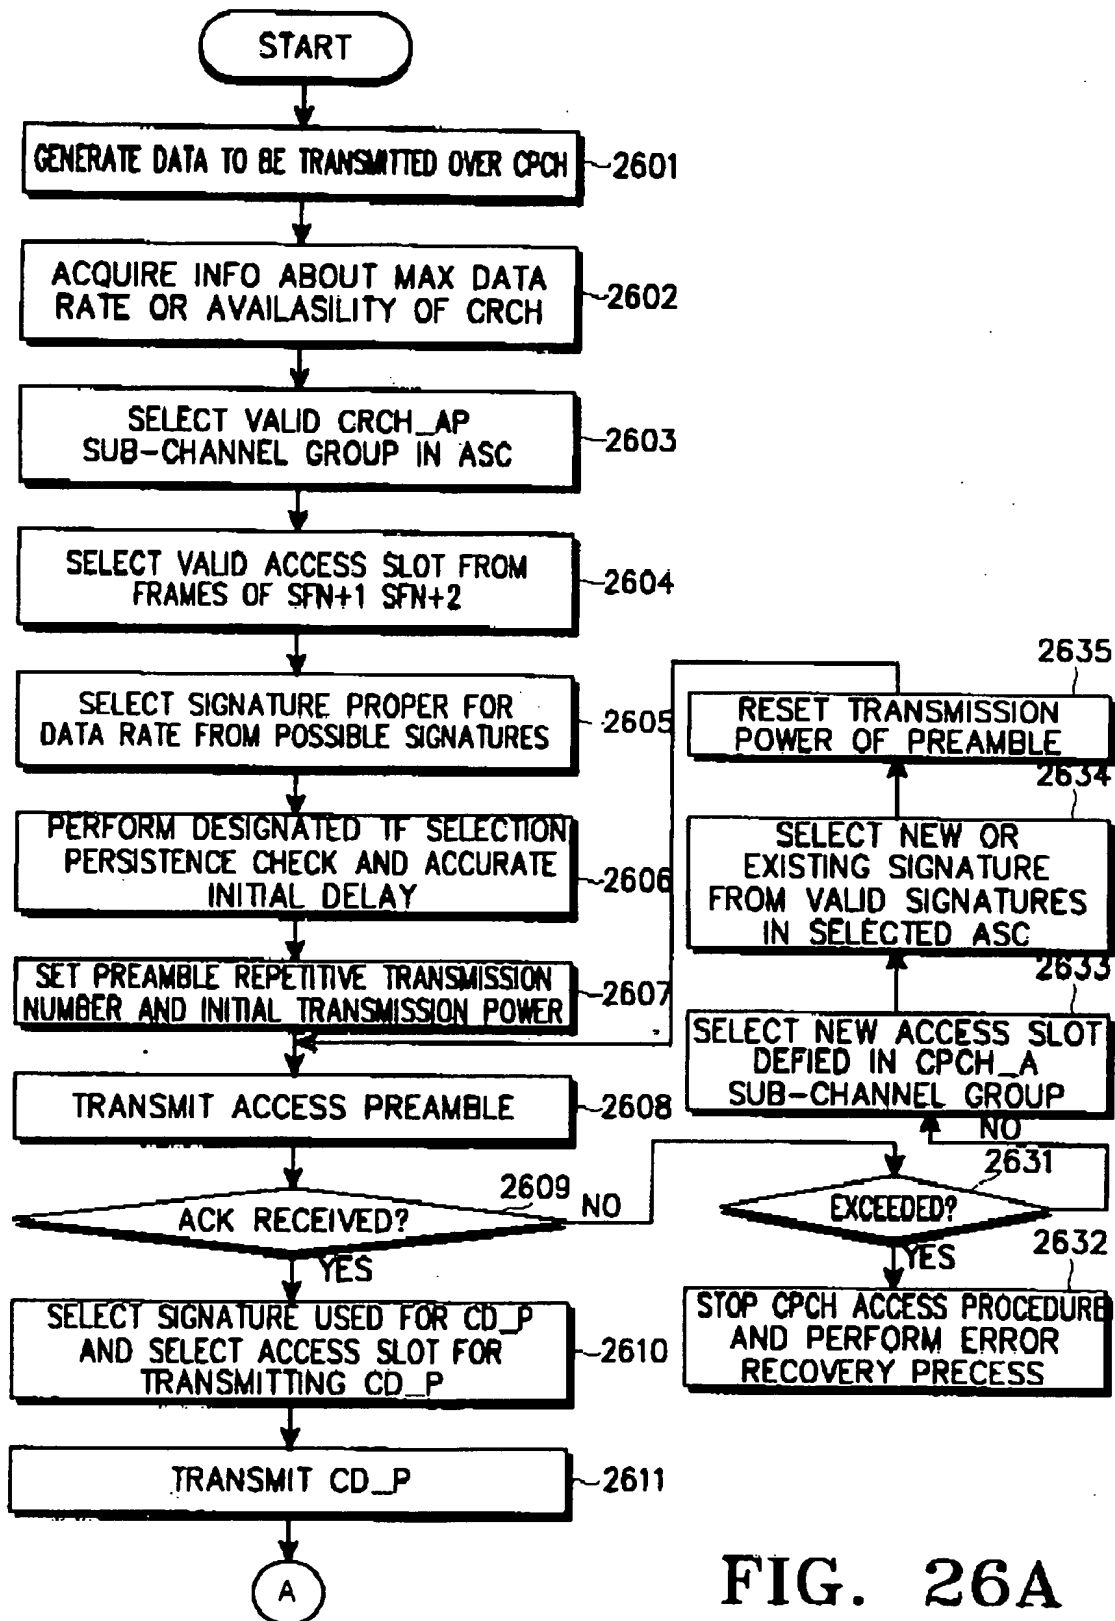 START
GENERATE DATA TO BE TRANSMITTED OVER CPCH
2601
ACQUIRE INFO ABOUT MAX DATA
RATE OR AVAILASILITY OF CRCH
2602
SELECT VALID CRCH_AP
SUB-CHANNEL GROUP IN ASC
2603
SELECT VALID ACCESS SLOT FROM
FRAMES OF SFN+1 SFN+2
2604
SELECT SIGNATURE PROPER FOR
DATA RATE FROM POSSIBLE SIGNATURES
2605
PERFORM DESIGNATED TF SELECTION
PERSISTENCE CHECK AND ACCURATE
INITIAL DELAY
2606
SET PREAMBLE REPETITIVE TRANSMISSION
NUMBER AND INITIAL TRANSMISSION POWER
2607
TRANSMIT ACCESS PREAMBLE
2608
ACK RECEIVED?
2609
NO
YES
SELECT SIGNATURE USED FOR CD_P
AND SELECT ACCESS SLOT FOR
TRANSMITTING CD_P
2610
TRANSMIT CD_P
2611
A
2635
RESET TRANSMISSION
POWER OF PREAMBLE
2634
SELECT NEW OR
EXISTING SIGNATURE
FROM VALID SIGNATURES
IN SELECTED ASC
2633
SELECT NEW ACCESS SLOT
DEFIED IN CPCH_A
SUB-CHANNEL GROUP
NO
2631
EXCEEDED?
YES
2632
STOP CPCH ACCESS PROCEDURE
AND PERFORM ERROR
RECOVERY PRECESS
FIG. 26A